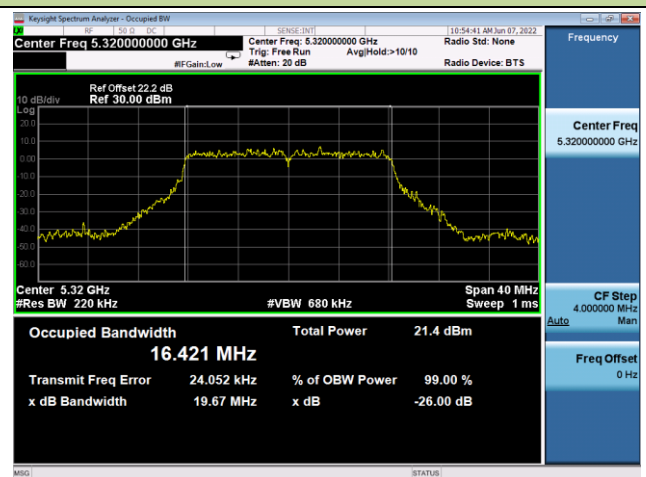 Keysight Spectrum Analyzer - Occupied BW
RF 50 Ω DC SENSE:INT 10:54:41 AM Jun 07, 2022
Center Freq 5.320000000 GHz
Center Freq: 5.320000000 GHz
Radio Std: None
Trig: Free Run Avg|Hold:>10/10
#IFGain:Low
#Atten: 20 dB
Radio Device: BTS
Frequency
Ref Offset 22.2 dB
10 dB/div Ref 30.00 dBm
Log
20.0
10.0
0.00
-10.0
-20.0
-30.0
-40.0
-50.0
-60.0
Center Freq
5.320000000 GHz
Center 5.32 GHz
Span 40 MHz
#Res BW 220 kHz
#VBW 680 kHz
Sweep 1 ms
CF Step
4.000000 MHz
Auto Man
Freq Offset
0 Hz
Occupied Bandwidth
16.421 MHz
Total Power 21.4 dBm
Transmit Freq Error 24.052 kHz
% of OBW Power 99.00 %
x dB Bandwidth 19.67 MHz
x dB -26.00 dB
MSG
STATUS